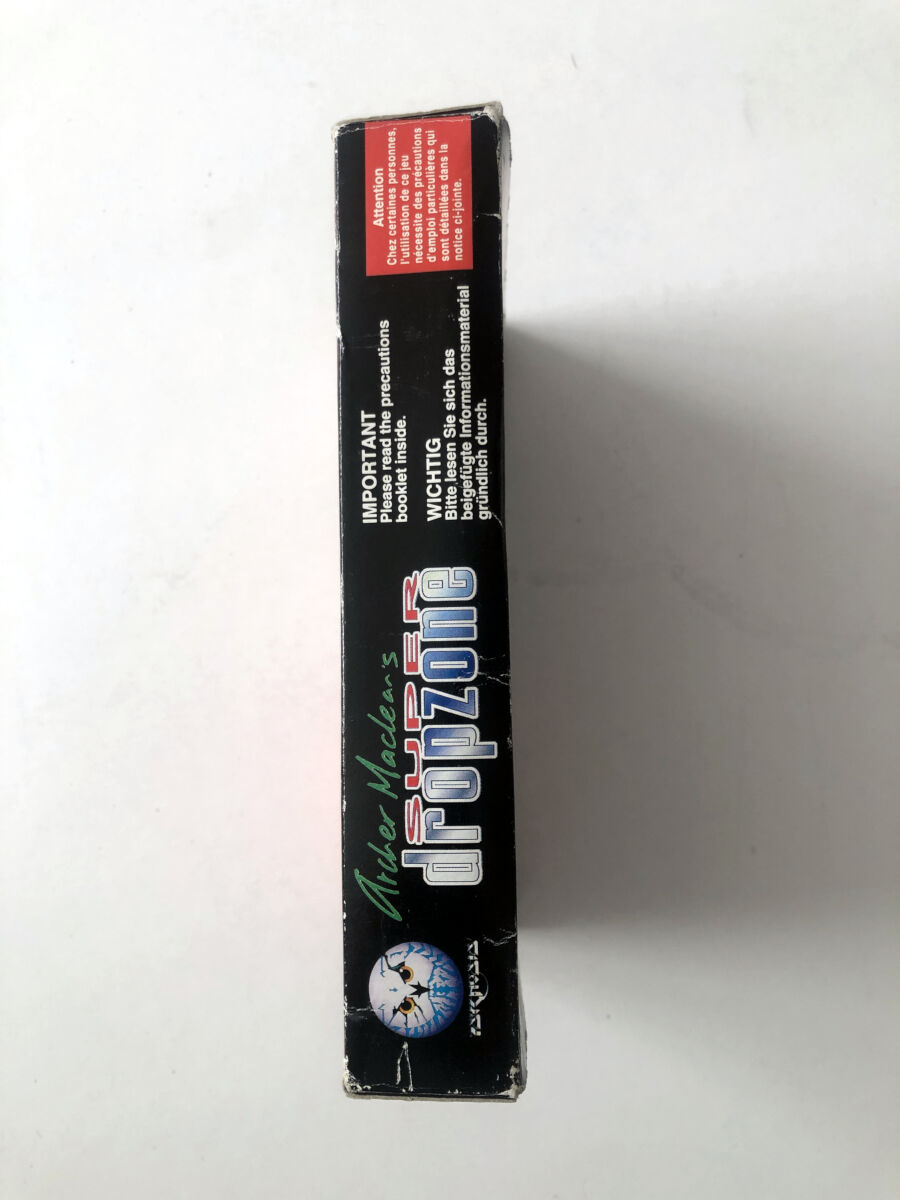 PSYGNOSIS
Archer Maclean's
SUPER
dropzone
IMPORTANT
Please read the precautions
booklet inside.
WICHTIG
Bitte lesen Sie sich das
beigefügte Informationsmaterial
gründlich durch.
Attention
Chez certaines personnes,
l'utilisation de ce jeu
nécessite des précautions
d'emploi particulières qui
sont détaillées dans la
notice ci-jointe.